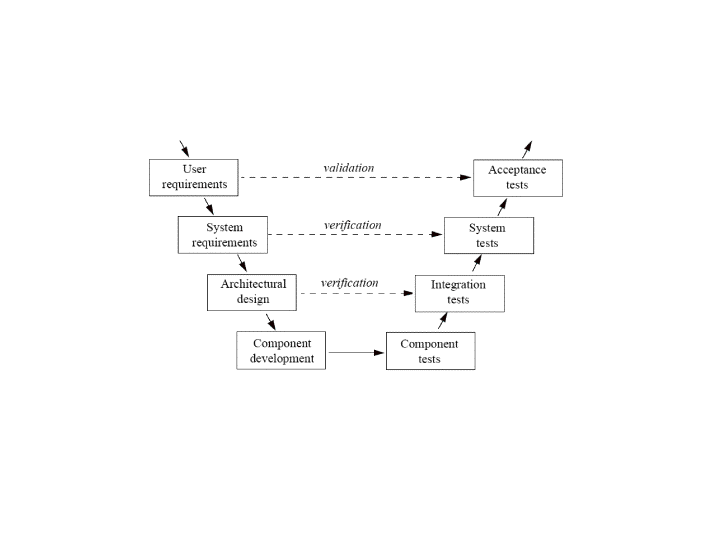 User
requirements
validation
Acceptance
tests
System
requirements
verification
System
tests
Architectural
design
verification
Integration
tests
Component
development
Component
tests